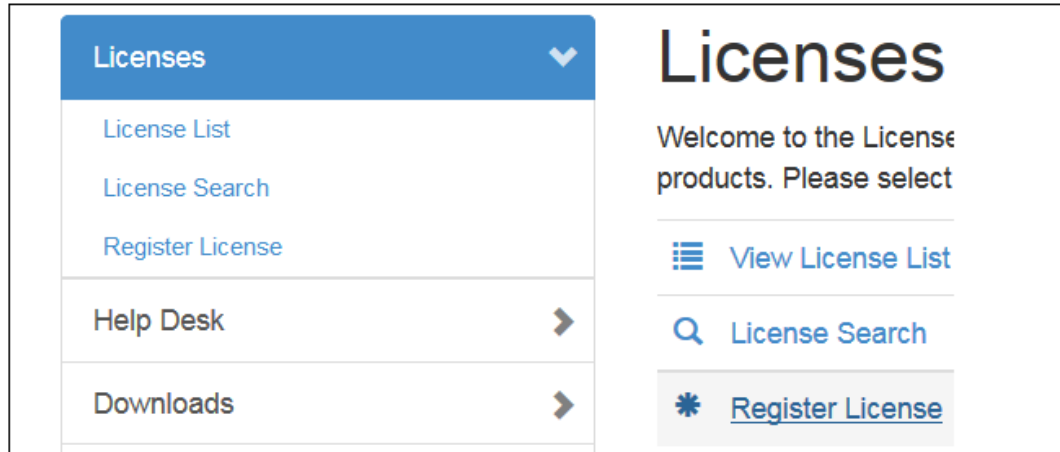 Licenses
License List
License Search
Register License
Help Desk
Downloads
Licenses
Welcome to the License
products. Please select
View License List
License Search
Register License